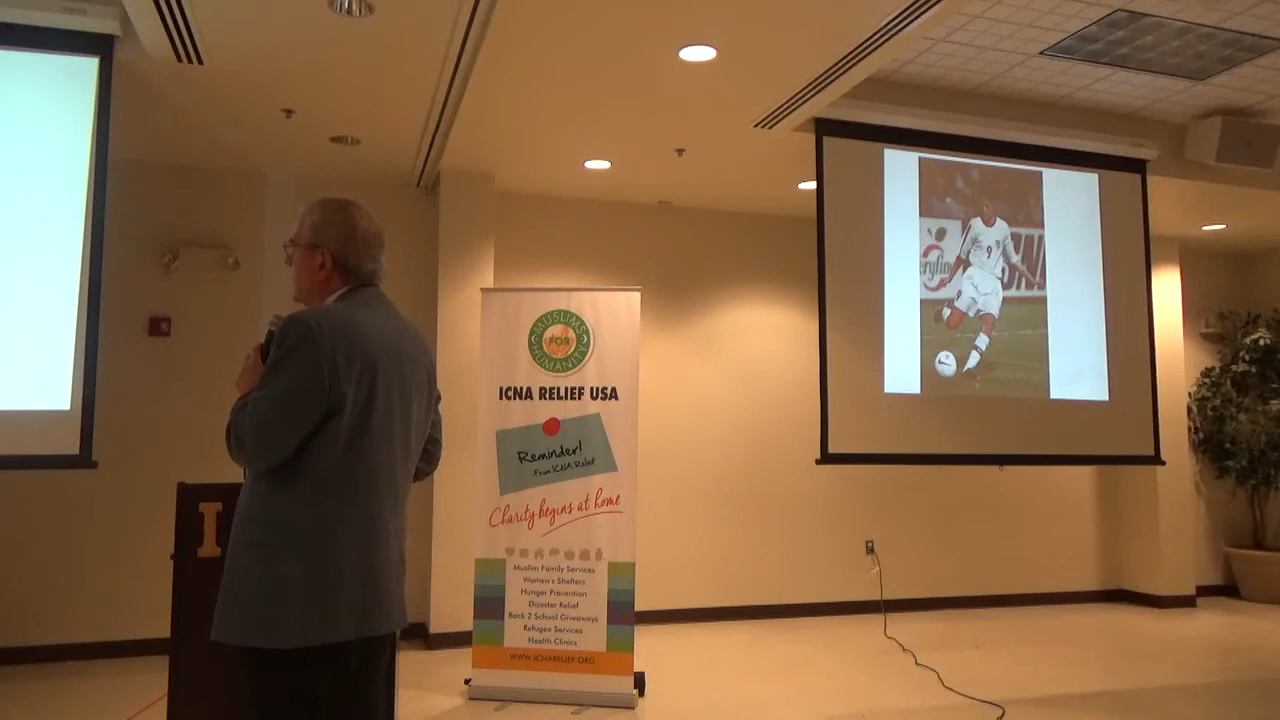 MUSLIMS
FOR
HUMANITY
ICNA RELIEF USA
Reminder!
-From ICNA Relief
Charity begins at home
Muslim Family Services
Women's Shelters
Hunger Prevention
Disaster Relief
Back 2 School Giveaways
Refugee Services
Health Clinics
WWW.ICNARELIEF.ORG
I
9